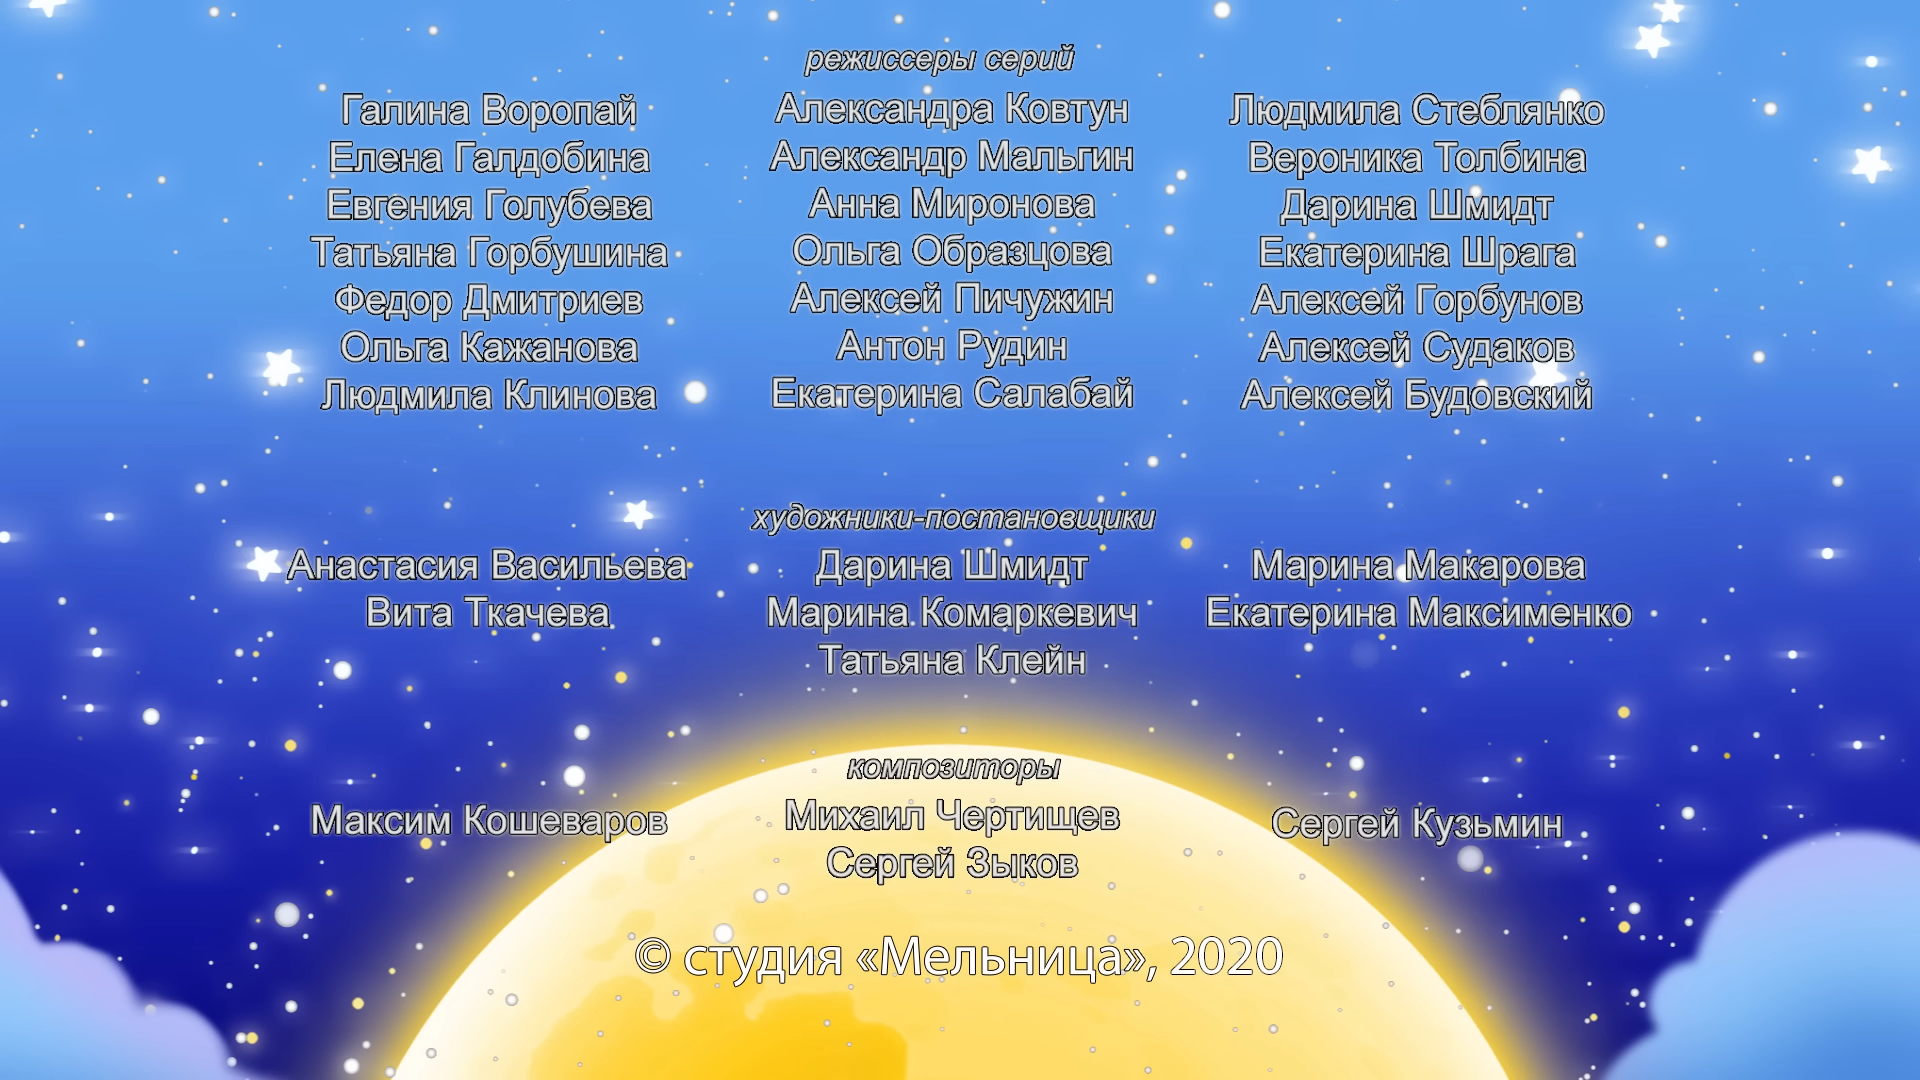 режиссеры серий
Галина Воропай
Елена Галдобина
Евгения Голубева
Татьяна Горбушина
Федор Дмитриев
Ольга Кажанова
Людмила Клинова
Александра Ковтун
Александр Мальгин
Анна Миронова
Ольга Образцова
Алексей Пичужин
Антон Рудин
Екатерина Салабай
Людмила Стеблянко
Вероника Толбина
Дарина Шмидт
Екатерина Шрага
Алексей Горбунов
Алексей Судаков
Алексей Будовский
художники-постановщики
Анастасия Васильева
Вита Ткачева
Дарина Шмидт
Марина Комаркевич
Татьяна Клейн
Марина Макарова
Екатерина Максименко
композиторы
Максим Кошеваров
Михаил Чертищев
Сергей Зыков
Сергей Кузьмин
© студия «Мельница», 2020